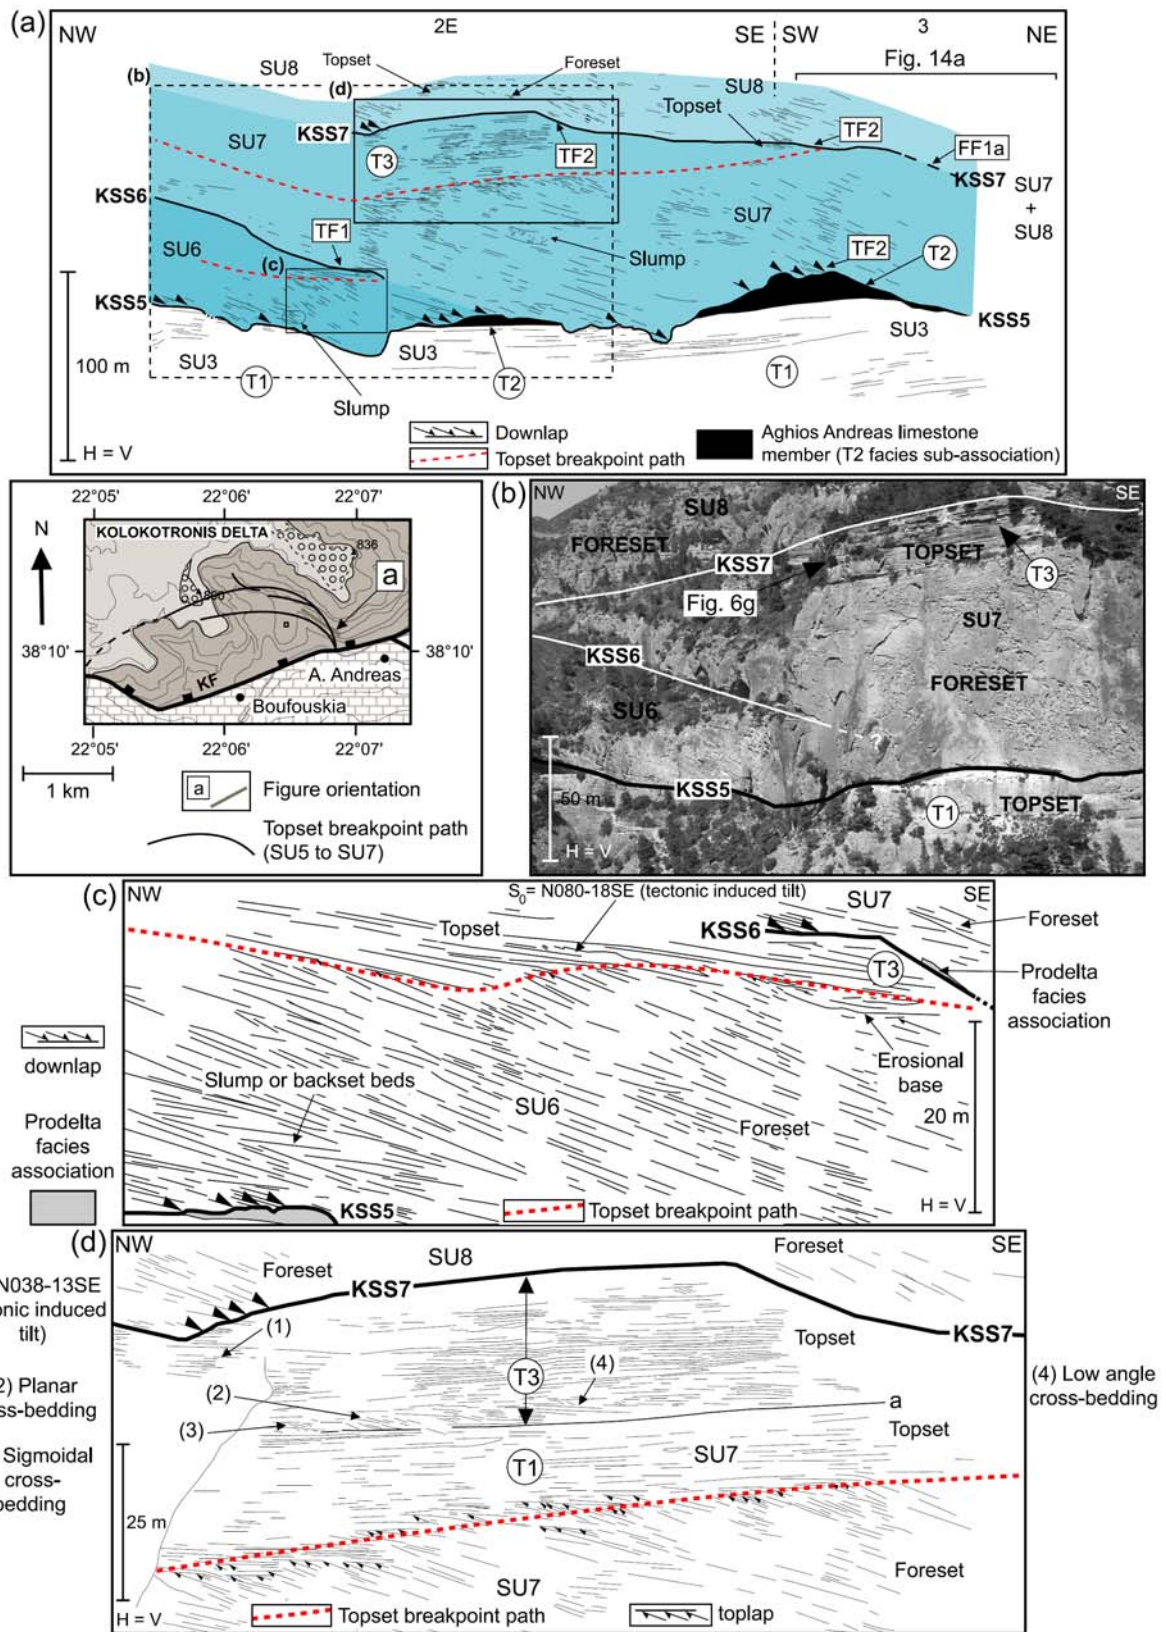 (a)
NW
2E
SE
SW
3
NE
Fig. 14a
(b)
SU8
Topset
(d)
Foreset
SU8
Topset
TF2
FF1a
KSS7
SU7
+
SU8
SU7
KSS7
T3
TF2
KSS6
TF1
SU7
TF2
T2
SU6
(c)
Slump
KSS5
KSS5
SU3
SU3
SU3
100 m
T1
T2
T1
Slump
H = V
Downlap
Topset breakpoint path
Aghios Andreas limestone
member (T2 facies sub-association)
22°05'
22°06'
22°07'
N
KOLOKOTRONIS DELTA
836
a
38°10'
38°10'
KF
A. Andreas
Boufouskia
22°05'
22°06'
22°07'
1 km
a
Figure orientation
Topset breakpoint path
(SU5 to SU7)
(b)
NW
SE
SU8
FORESET
KSS7
TOPSET
T3
Fig. 6g
SU7
KSS6
FORESET
SU6
?
KSS5
50 m
T1
TOPSET
H = V
(c)
NW
S0= N080-18SE (tectonic induced tilt)
SU7
SE
Topset
KSS6
Foreset
T3
Prodelta
facies
association
downlap
Erosional
base
Slump or backset beds
SU6
Foreset
20 m
Prodelta
facies
association
KSS5
Topset breakpoint path
H = V
(d)
NW
SU8
Foreset
SE
Foreset
KSS7
N038-13SE
onic induced
tilt)
(1)
KSS7
Topset
T3
(4)
(4) Low angle
cross-bedding
2) Planar
ss-bedding
(2)
(3)
a
Topset
Sigmoidal
cross-
bedding
T1
SU7
25 m
Foreset
SU7
H = V
Topset breakpoint path
toplap